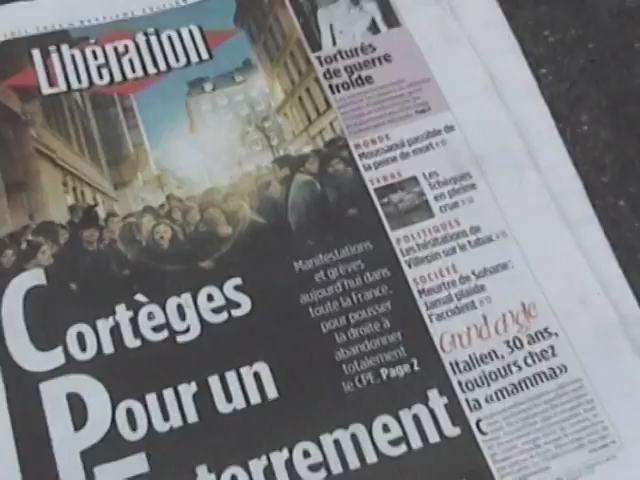 Libération
Cortèges
Pour un
terrement
Manifestations
et grèves
aujourd'hui dans
toute la France,
pour pousser
la droite à
abandonner
totalement
le CPE. Page 2
Torturés
de guerre
froide
MONDE
Moussaoui passible de
la peine de mort
TERRE
Les
Tchèques
en pleine
crue
POLITIQUES
Les hésitations de
Villepin sur le tabac
SOCIÉTÉ
Meurtre de Sohane:
Jamal plaide
l'accident
Grand angle
Italien, 30 ans,
toujours chez
la «mamma»